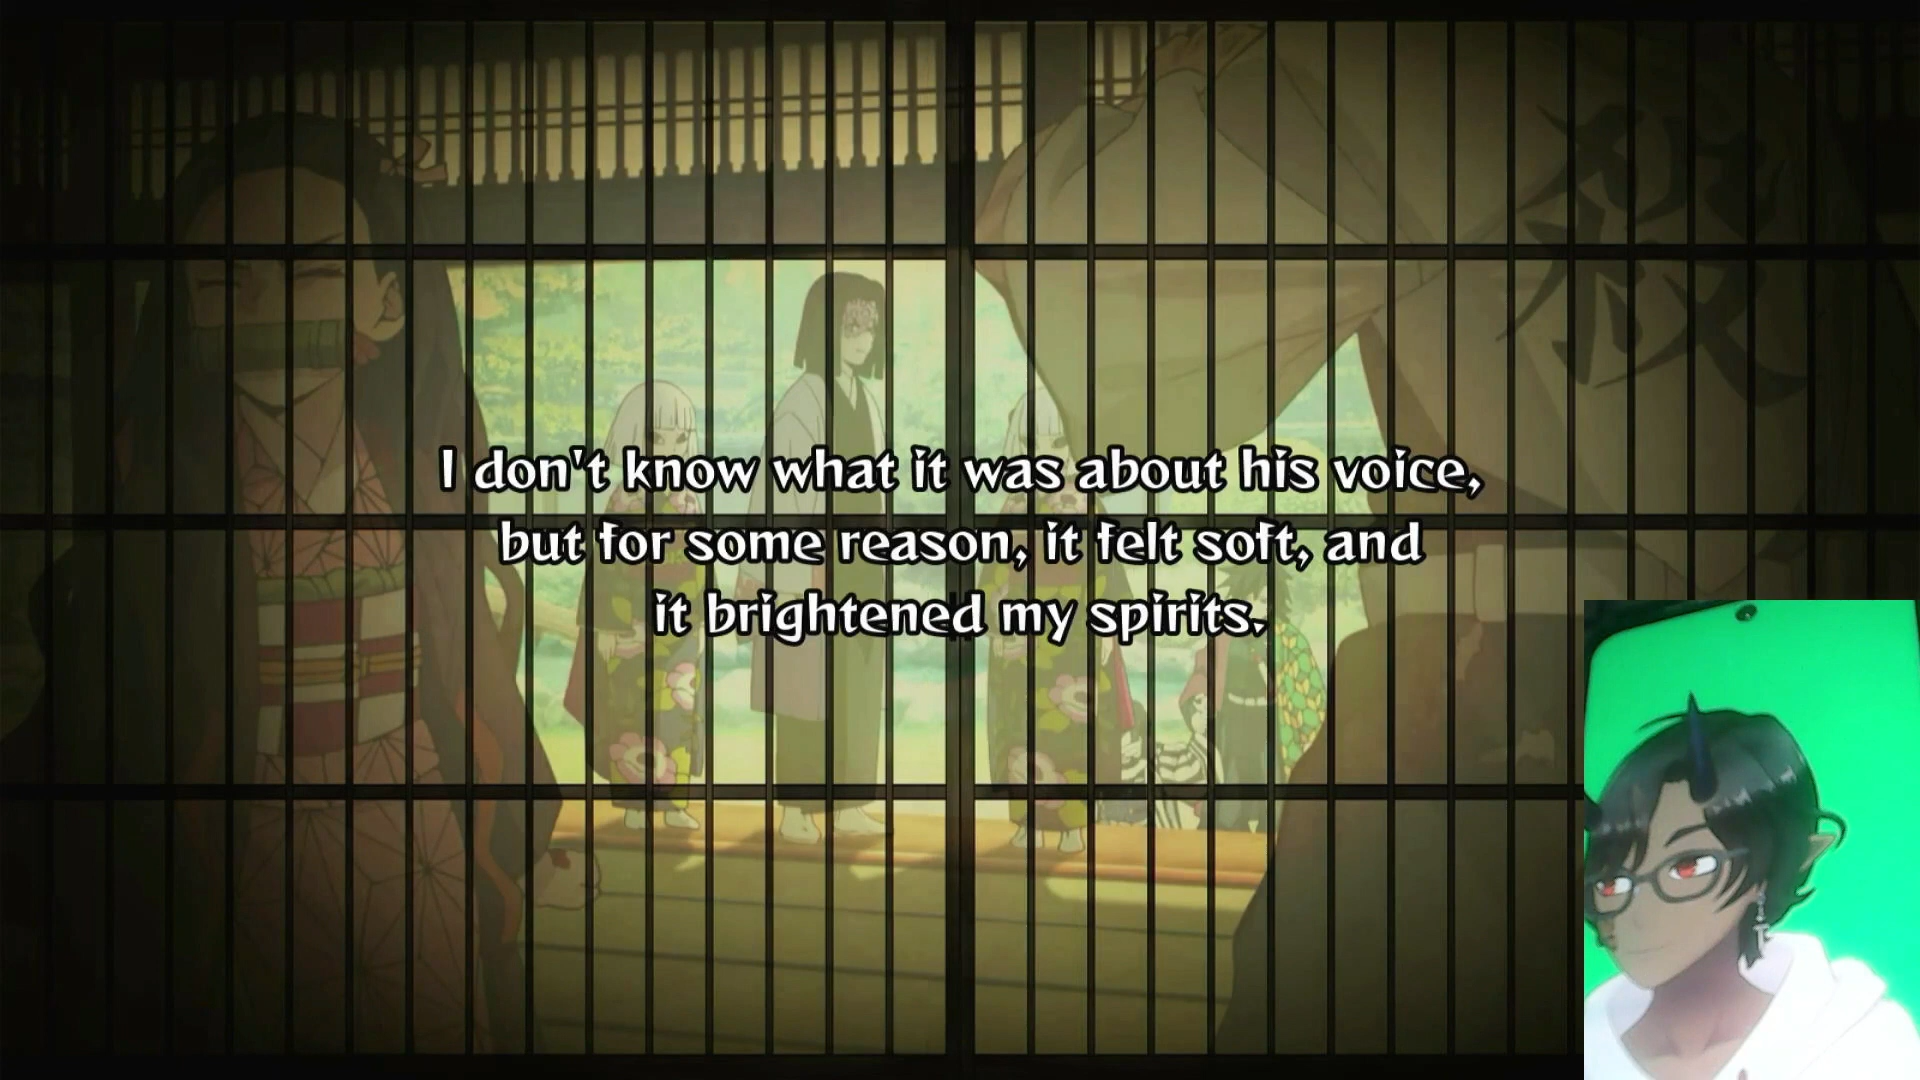 I don't know what it was about his voice,
but for some reason, it felt soft, and
it brightened my spirits.
殺